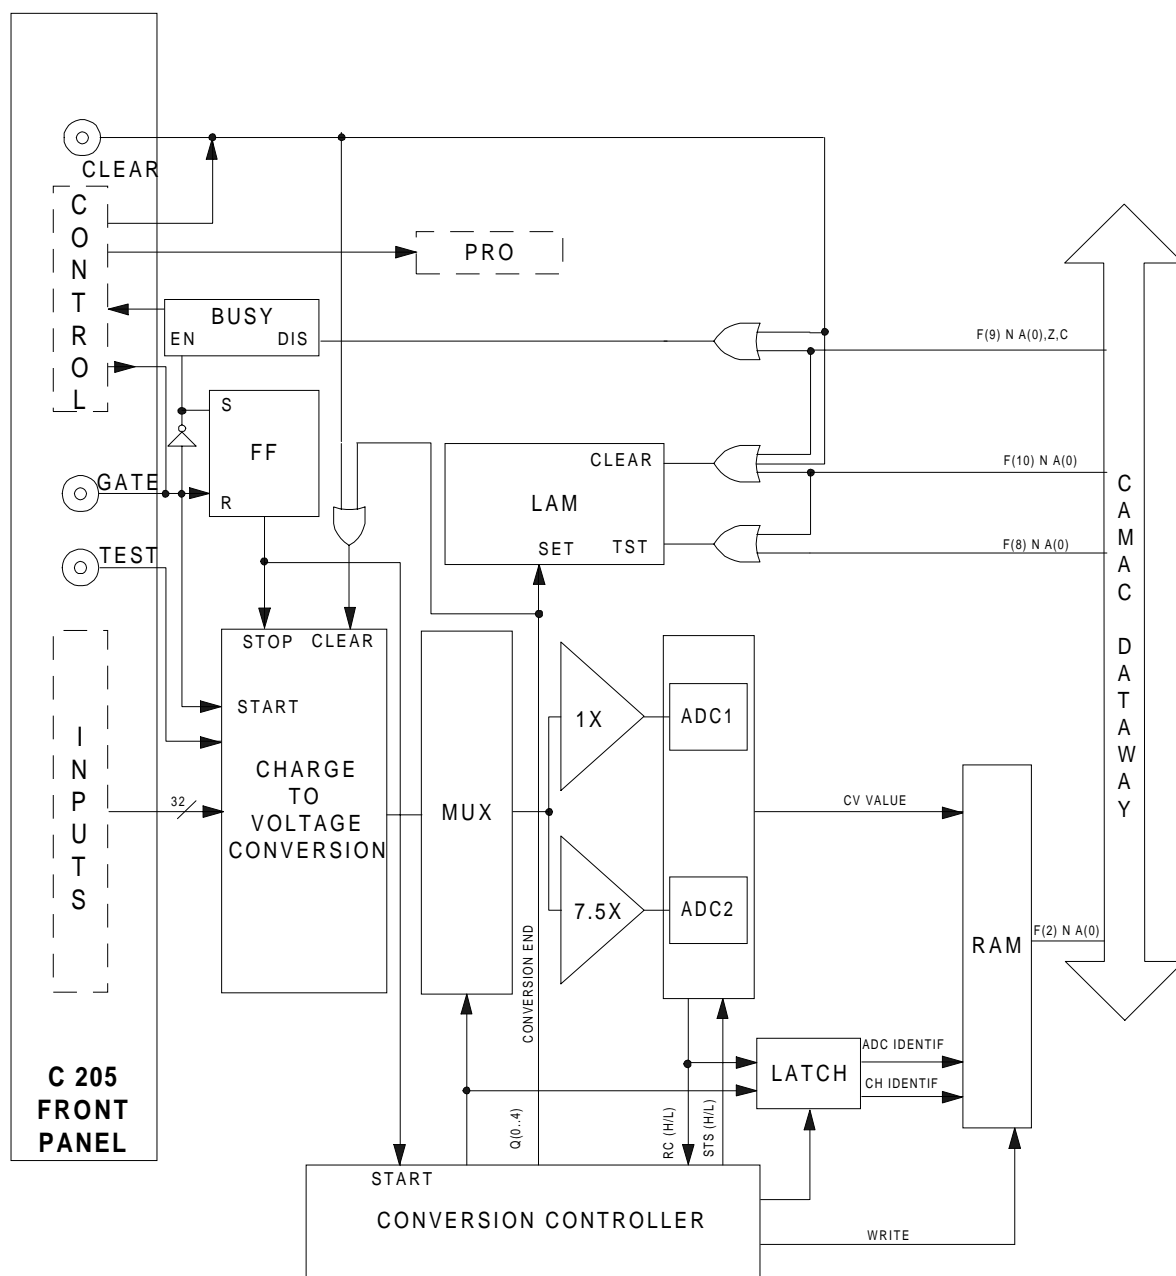 CLEAR
CONTROL
PRO
BUSY
EN
DIS
F(9) N A(0),Z,C
S
FF
R
GATE
CLEAR
LAM
SET
TST
F(10) N A(0)
F(8) N A(0)
TEST
STOP
CLEAR
START
CHARGE
TO
VOLTAGE
CONVERSION
INPUTS
32
MUX
1X
7.5X
ADC1
ADC2
CV VALUE
CAMAC DATAWAY
RAM
F(2) N A(0)
CONVERSION END
Q(0..4)
RC (H/L)
STS (H/L)
LATCH
ADC IDENTIF
CH IDENTIF
C 205
FRONT
PANEL
START
CONVERSION CONTROLLER
WRITE